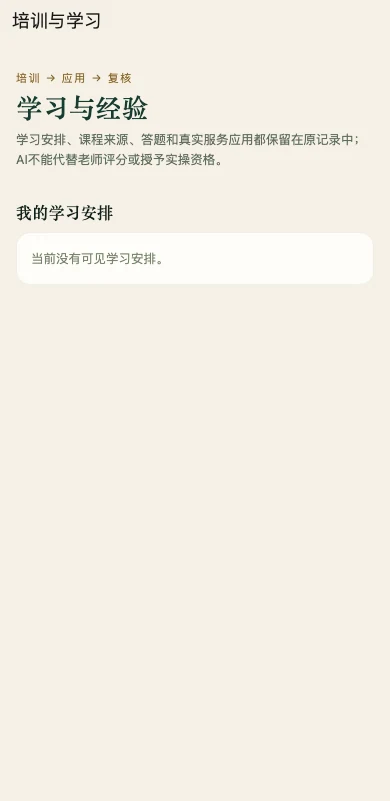 培训与学习
培训 → 应用 → 复核
学习与经验
学习安排、课程来源、答题和真实服务应用都保留在原记录中；
AI不能代替老师评分或授予实操资格。
我的学习安排
当前没有可见学习安排。